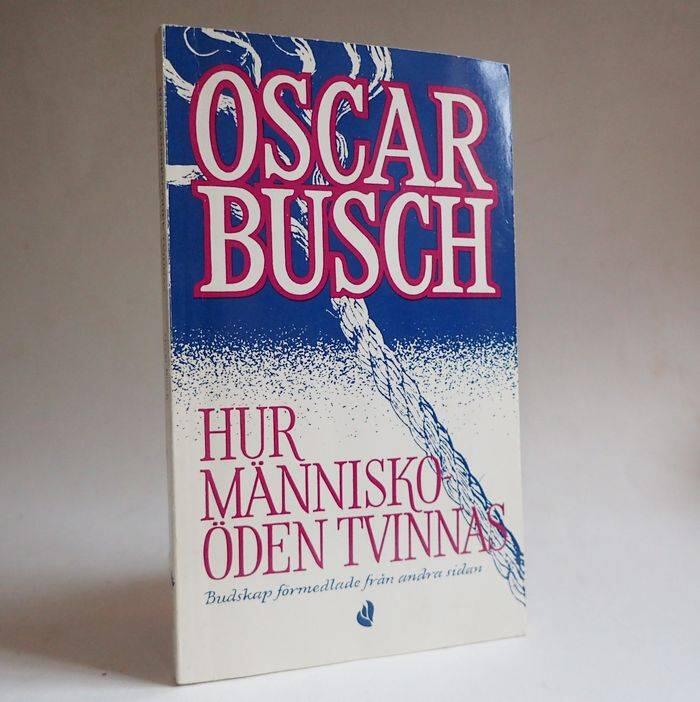 OSCAR
BUSCH
HUR
MÄNNISKO-
ÖDEN TVINNAS
Budskap förmedlade från andra sidan